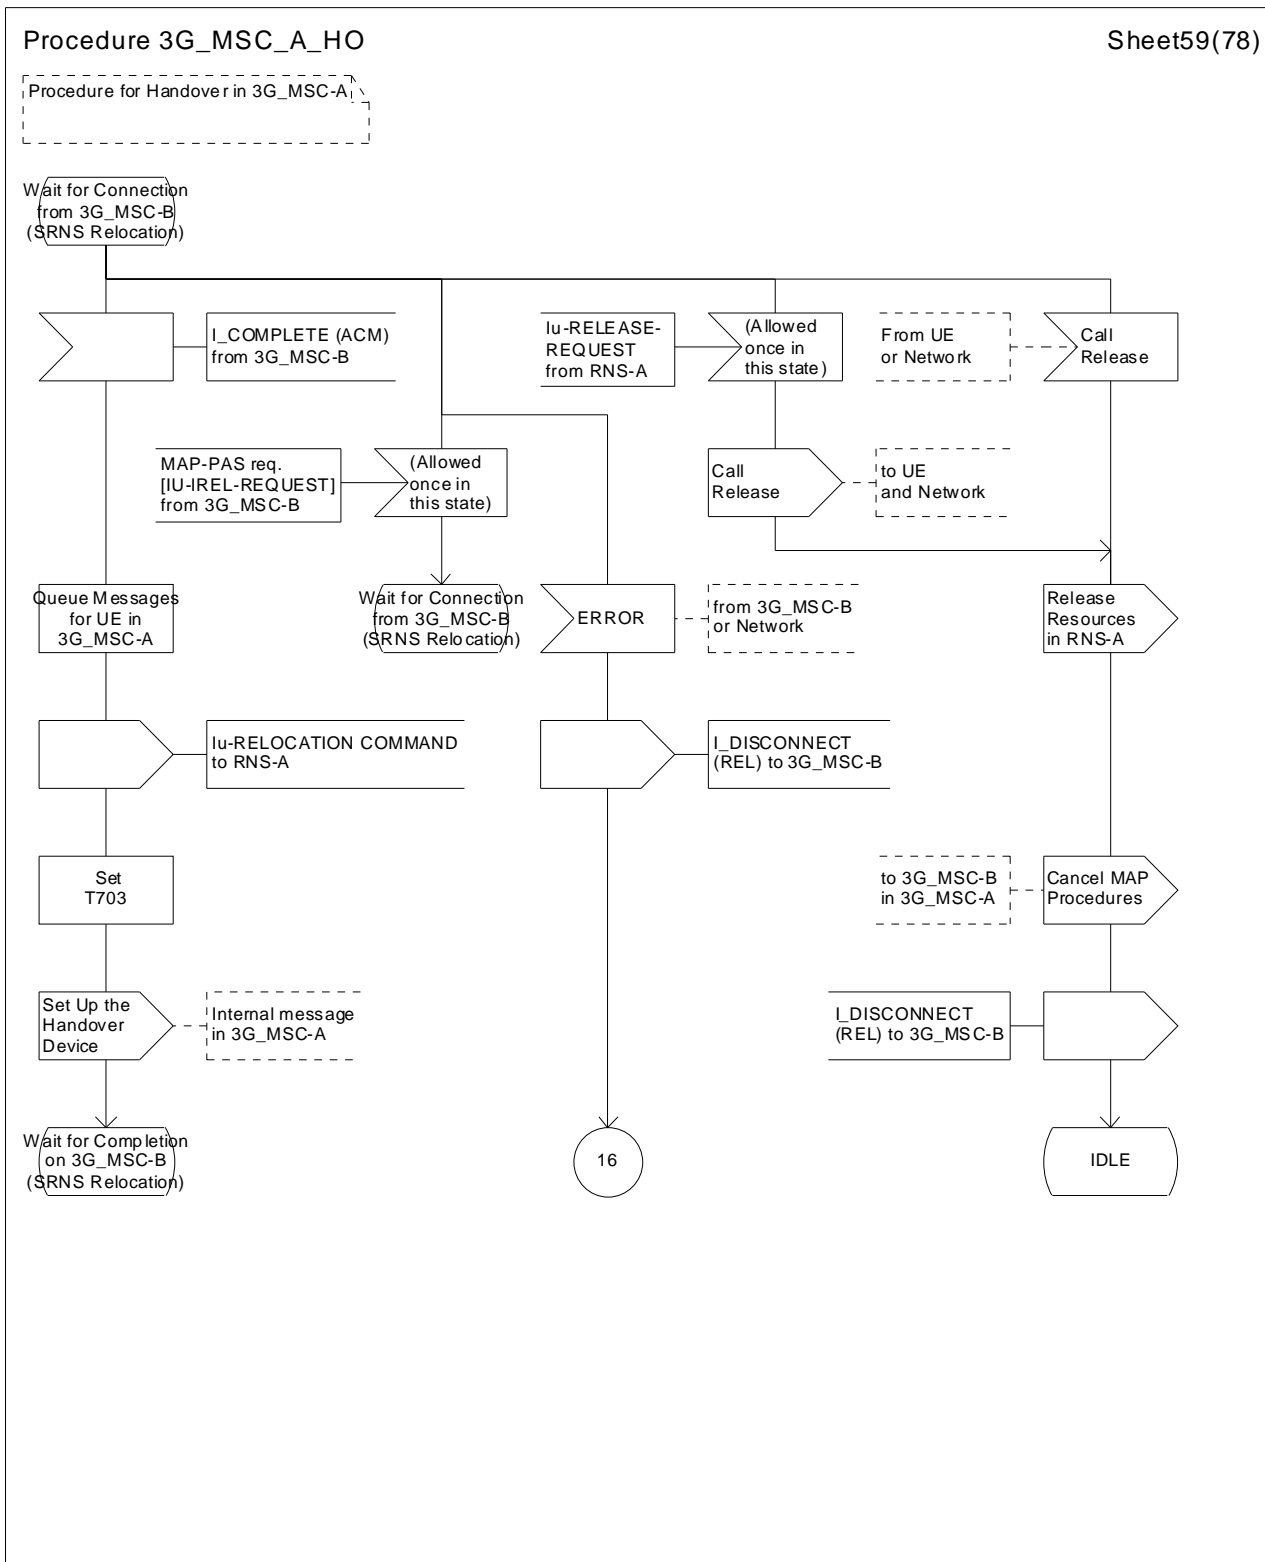 Procedure 3G_MSC_A_HO
Sheet59(78)
Procedure for Handover in 3G_MSC-A
Wait for Connection
from 3G_MSC-B
(SRNS Relocation)
I_COMPLETE (ACM)
from 3G_MSC-B
Iu-RELEASE-
REQUEST
from RNS-A
(Allowed
once in
this state)
From UE
or Network
Call
Release
MAP-PAS req.
[IU-IREL-REQUEST]
from 3G_MSC-B
(Allowed
once in
this state)
Call
Release
to UE
and Network
Queue Messages
for UE in
3G_MSC-A
Wait for Connection
from 3G_MSC-B
(SRNS Relocation)
ERROR
from 3G_MSC-B
or Network
Release
Resources
in RNS-A
Iu-RELOCATION COMMAND
to RNS-A
I_DISCONNECT
(REL) to 3G_MSC-B
Set
T703
to 3G_MSC-B
in 3G_MSC-A
Cancel MAP
Procedures
Set Up the
Handover
Device
Internal message
in 3G_MSC-A
I_DISCONNECT
(REL) to 3G_MSC-B
Wait for Completion
on 3G_MSC-B
(SRNS Relocation)
16
IDLE